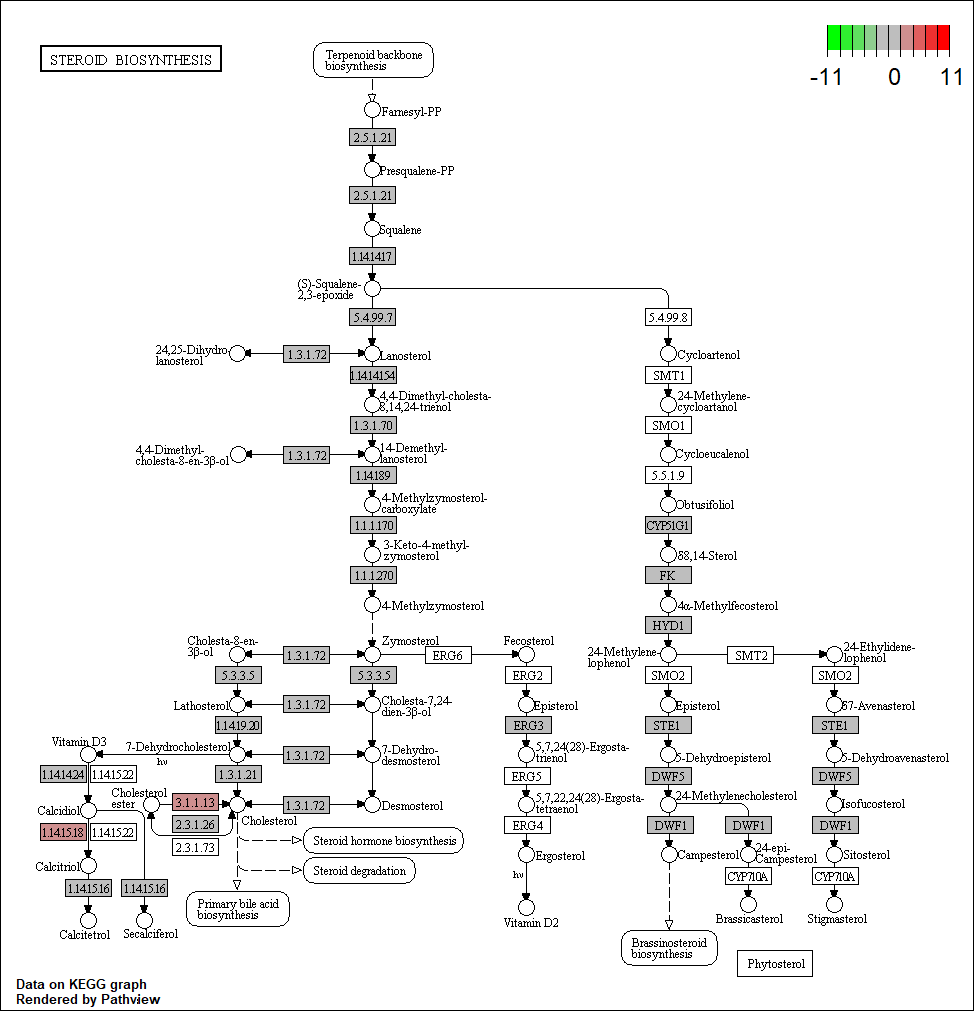 STEROID BIOSYNTHESIS
-11
0
11
Terpenoid backbone
biosynthesis
Farnesyl-PP
2.5.1.21
Presqualene-PP
2.5.1.21
Squalene
1.14.14.17
(S)-Squalene-
2,3-epoxide
5.4.99.7
5.4.99.8
24,25-Dihydro
lanosterol
1.3.1.72
Lanosterol
Cycloartenol
1.14.14.154
SMT1
4,4-Dimethyl-cholesta-
8,14,24-trienol
24-Methylene-
cycloartanol
1.3.1.70
SMO1
4,4-Dimethyl-
cholesta-8-en-3β-ol
1.3.1.72
14-Demethyl-
lanosterol
Cycloeucalenol
1.14.18.9
5.5.1.9
4-Methylzymosterol-
carboxylate
Obtusifoliol
1.1.1.170
CYP51G1
3-Keto-4-methyl-
zymosterol
δ8,14-Sterol
1.1.1.270
FK
4-Methylzymosterol
4α-Methylfecosterol
HYD1
Cholesta-8-en-
3β-ol
1.3.1.72
Zymosterol
ERG6
Fecosterol
24-Methylene-
lophenol
SMT2
24-Ethylidene-
lophenol
5.3.3.5
5.3.3.5
ERG2
SMO2
SMO2
Lathosterol
1.3.1.72
Cholesta-7,24-
dien-3β-ol
Episterol
Episterol
δ7-Avenasterol
1.14.19.20
ERG3
STE1
STE1
Vitamin D3
7-Dehydrocholesterol
hν
1.3.1.72
7-Dehydro-
desmosterol
5,7,24(28)-Ergosta-
trienol
5-Dehydroepisterol
5-Dehydroavenasterol
1.14.14.24
1.14.15.22
1.3.1.21
ERG5
DWF5
DWF5
Calcidiol
Cholesterol
ester
3.1.1.13
Cholesterol
1.3.1.72
Desmosterol
5,7,22,24(28)-Ergosta-
tetraenol
24-Methylenecholesterol
Isofucosterol
1.14.15.18
1.14.15.22
2.3.1.26
ERG4
DWF1
DWF1
DWF1
2.3.1.73
Steroid hormone biosynthesis
Calcitriol
Steroid degradation
Ergosterol
Campesterol
24-epi-
Campesterol
Sitosterol
1.14.15.16
1.14.15.16
hν
CYP710A
CYP710A
Primary bile acid
biosynthesis
Calcitetrol
Secalciferol
Vitamin D2
Brassicasterol
Stigmasterol
Brassinosteroid
biosynthesis
Phytosterol
Data on KEGG graph
Rendered by Pathview